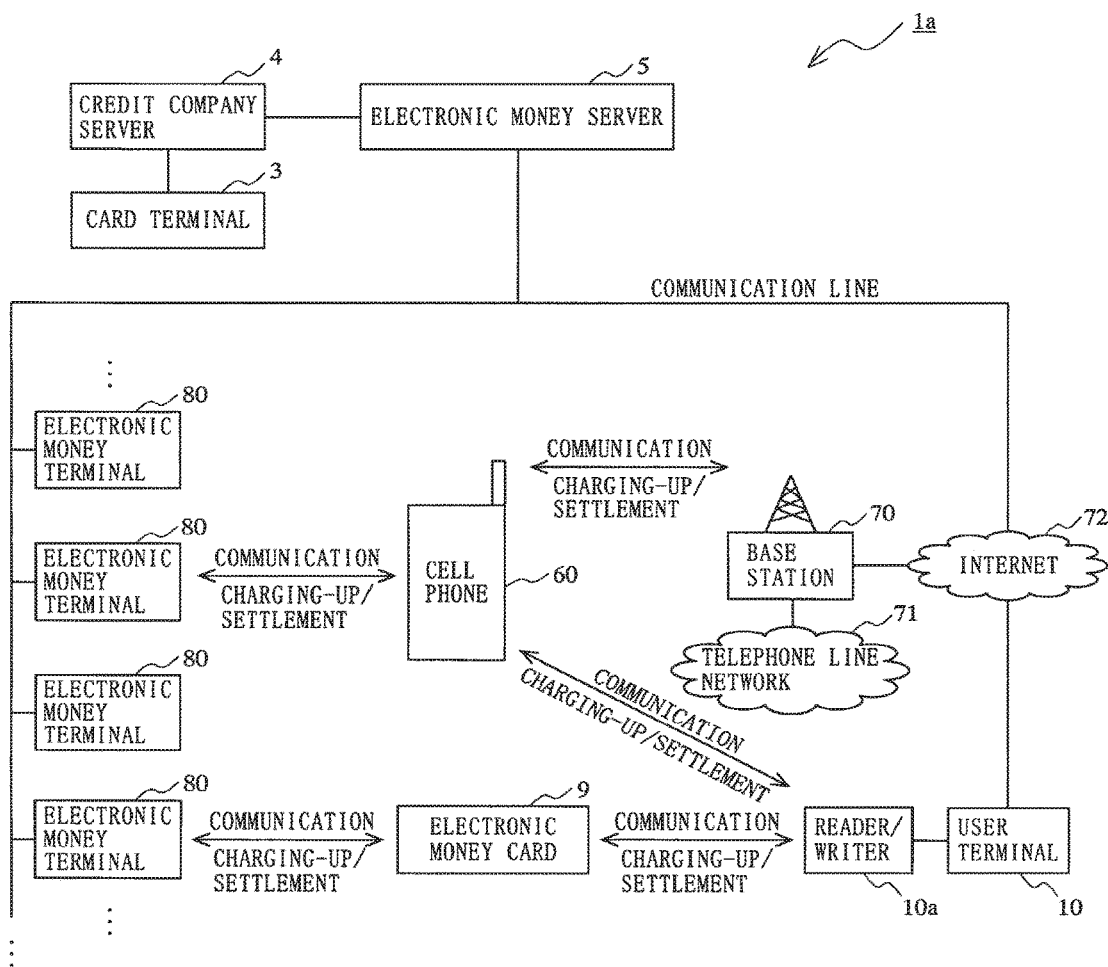 1a
4
CREDIT COMPANY
SERVER
5
ELECTRONIC MONEY SERVER
3
CARD TERMINAL
COMMUNICATION LINE
80
ELECTRONIC
MONEY
TERMINAL
COMMUNICATION
CHARGING-UP/
SETTLEMENT
70
BASE
STATION
72
INTERNET
80
ELECTRONIC
MONEY
TERMINAL
COMMUNICATION
CHARGING-UP/
SETTLEMENT
CELL
PHONE
60
71
TELEPHONE LINE
NETWORK
80
ELECTRONIC
MONEY
TERMINAL
COMMUNICATION
CHARGING-UP/SETTLEMENT
80
ELECTRONIC
MONEY
TERMINAL
COMMUNICATION
CHARGING-UP/
SETTLEMENT
9
ELECTRONIC
MONEY CARD
COMMUNICATION
CHARGING-UP/
SETTLEMENT
READER/
WRITER
10a
USER
TERMINAL
10